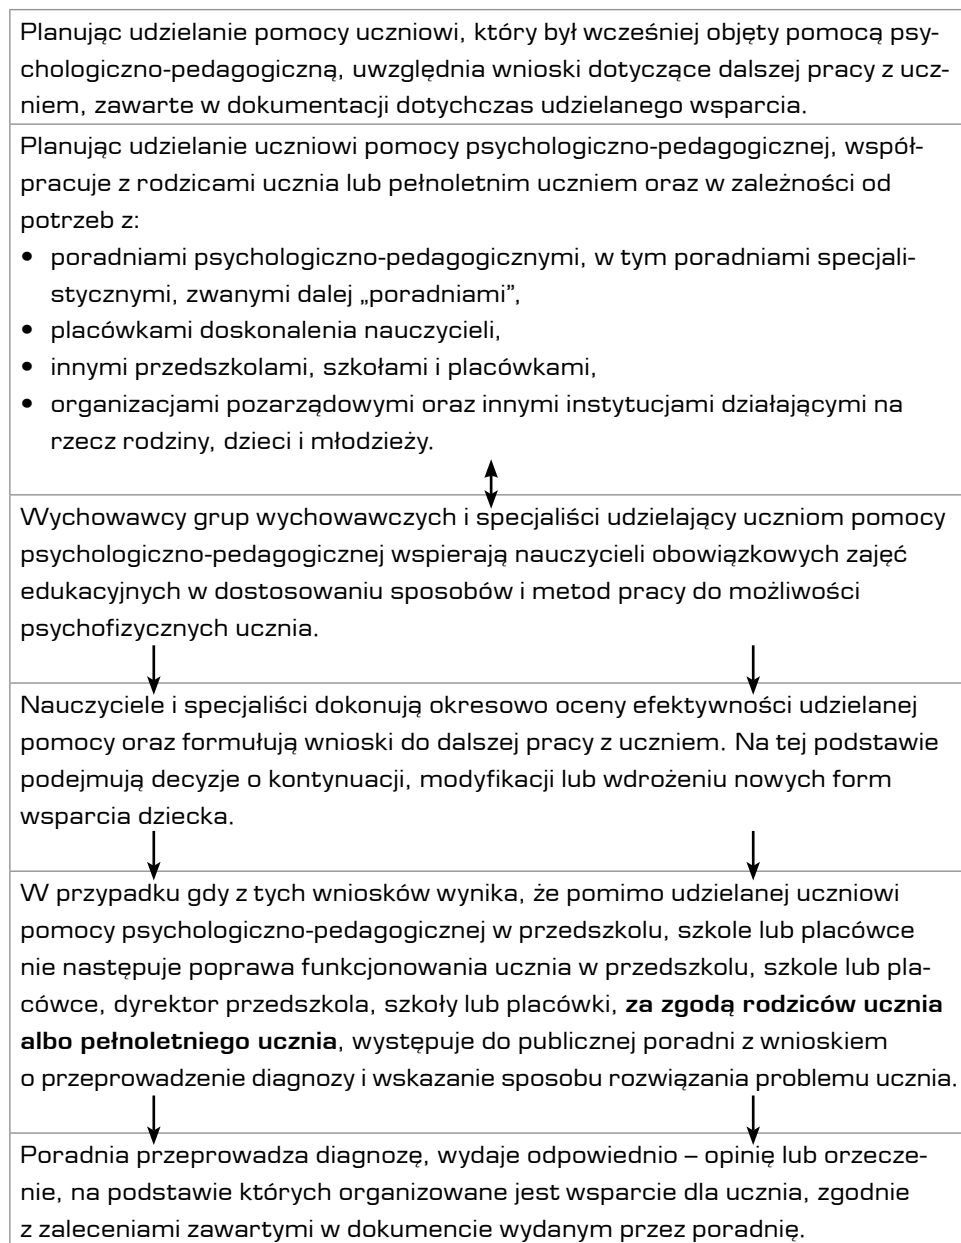 Planując udzielanie pomocy uczniowi, który był wcześniej objęty pomocą psy-
chologiczno-pedagogiczną, uwzględnia wnioski dotyczące dalszej pracy z ucz-
niem, zawarte w dokumentacji dotychczas udzielanego wsparcia.
Planując udzielanie uczniowi pomocy psychologiczno-pedagogicznej, współ-
pracuje z rodzicami ucznia lub pełnoletnim uczniem oraz w zależności od
potrzeb z:
• poradniami psychologiczno-pedagogicznymi, w tym poradniami specjali-
stycznymi, zwanymi dalej „poradniami”,
• placówkami doskonalenia nauczycieli,
• innymi przedszkolami, szkołami i placówkami,
• organizacjami pozarządowymi oraz innymi instytucjami działającymi na
rzecz rodziny, dzieci i młodzieży.
Wychowawcy grup wychowawczych i specjaliści udzielający uczniom pomocy
psychologiczno-pedagogicznej wspierają nauczycieli obowiązkowych zajęć
edukacyjnych w dostosowaniu sposobów i metod pracy do możliwości
psychofizycznych ucznia.
Nauczyciele i specjaliści dokonują okresowo oceny efektywności udzielanej
pomocy oraz formułują wnioski do dalszej pracy z uczniem. Na tej podstawie
podejmują decyzje o kontynuacji, modyfikacji lub wdrożeniu nowych form
wsparcia dziecka.
W przypadku gdy z tych wniosków wynika, że pomimo udzielanej uczniowi
pomocy psychologiczno-pedagogicznej w przedszkolu, szkole lub placówce
nie następuje poprawa funkcjonowania ucznia w przedszkolu, szkole lub pla-
cówce, dyrektor przedszkola, szkoły lub placówki, za zgodą rodziców ucznia
albo pełnoletniego ucznia, występuje do publicznej poradni z wnioskiem
o przeprowadzenie diagnozy i wskazanie sposobu rozwiązania problemu ucznia.
Poradnia przeprowadza diagnozę, wydaje odpowiednio – opinię lub orzecze-
nie, na podstawie których organizowane jest wsparcie dla ucznia, zgodnie
z zaleceniami zawartymi w dokumencie wydanym przez poradnię.